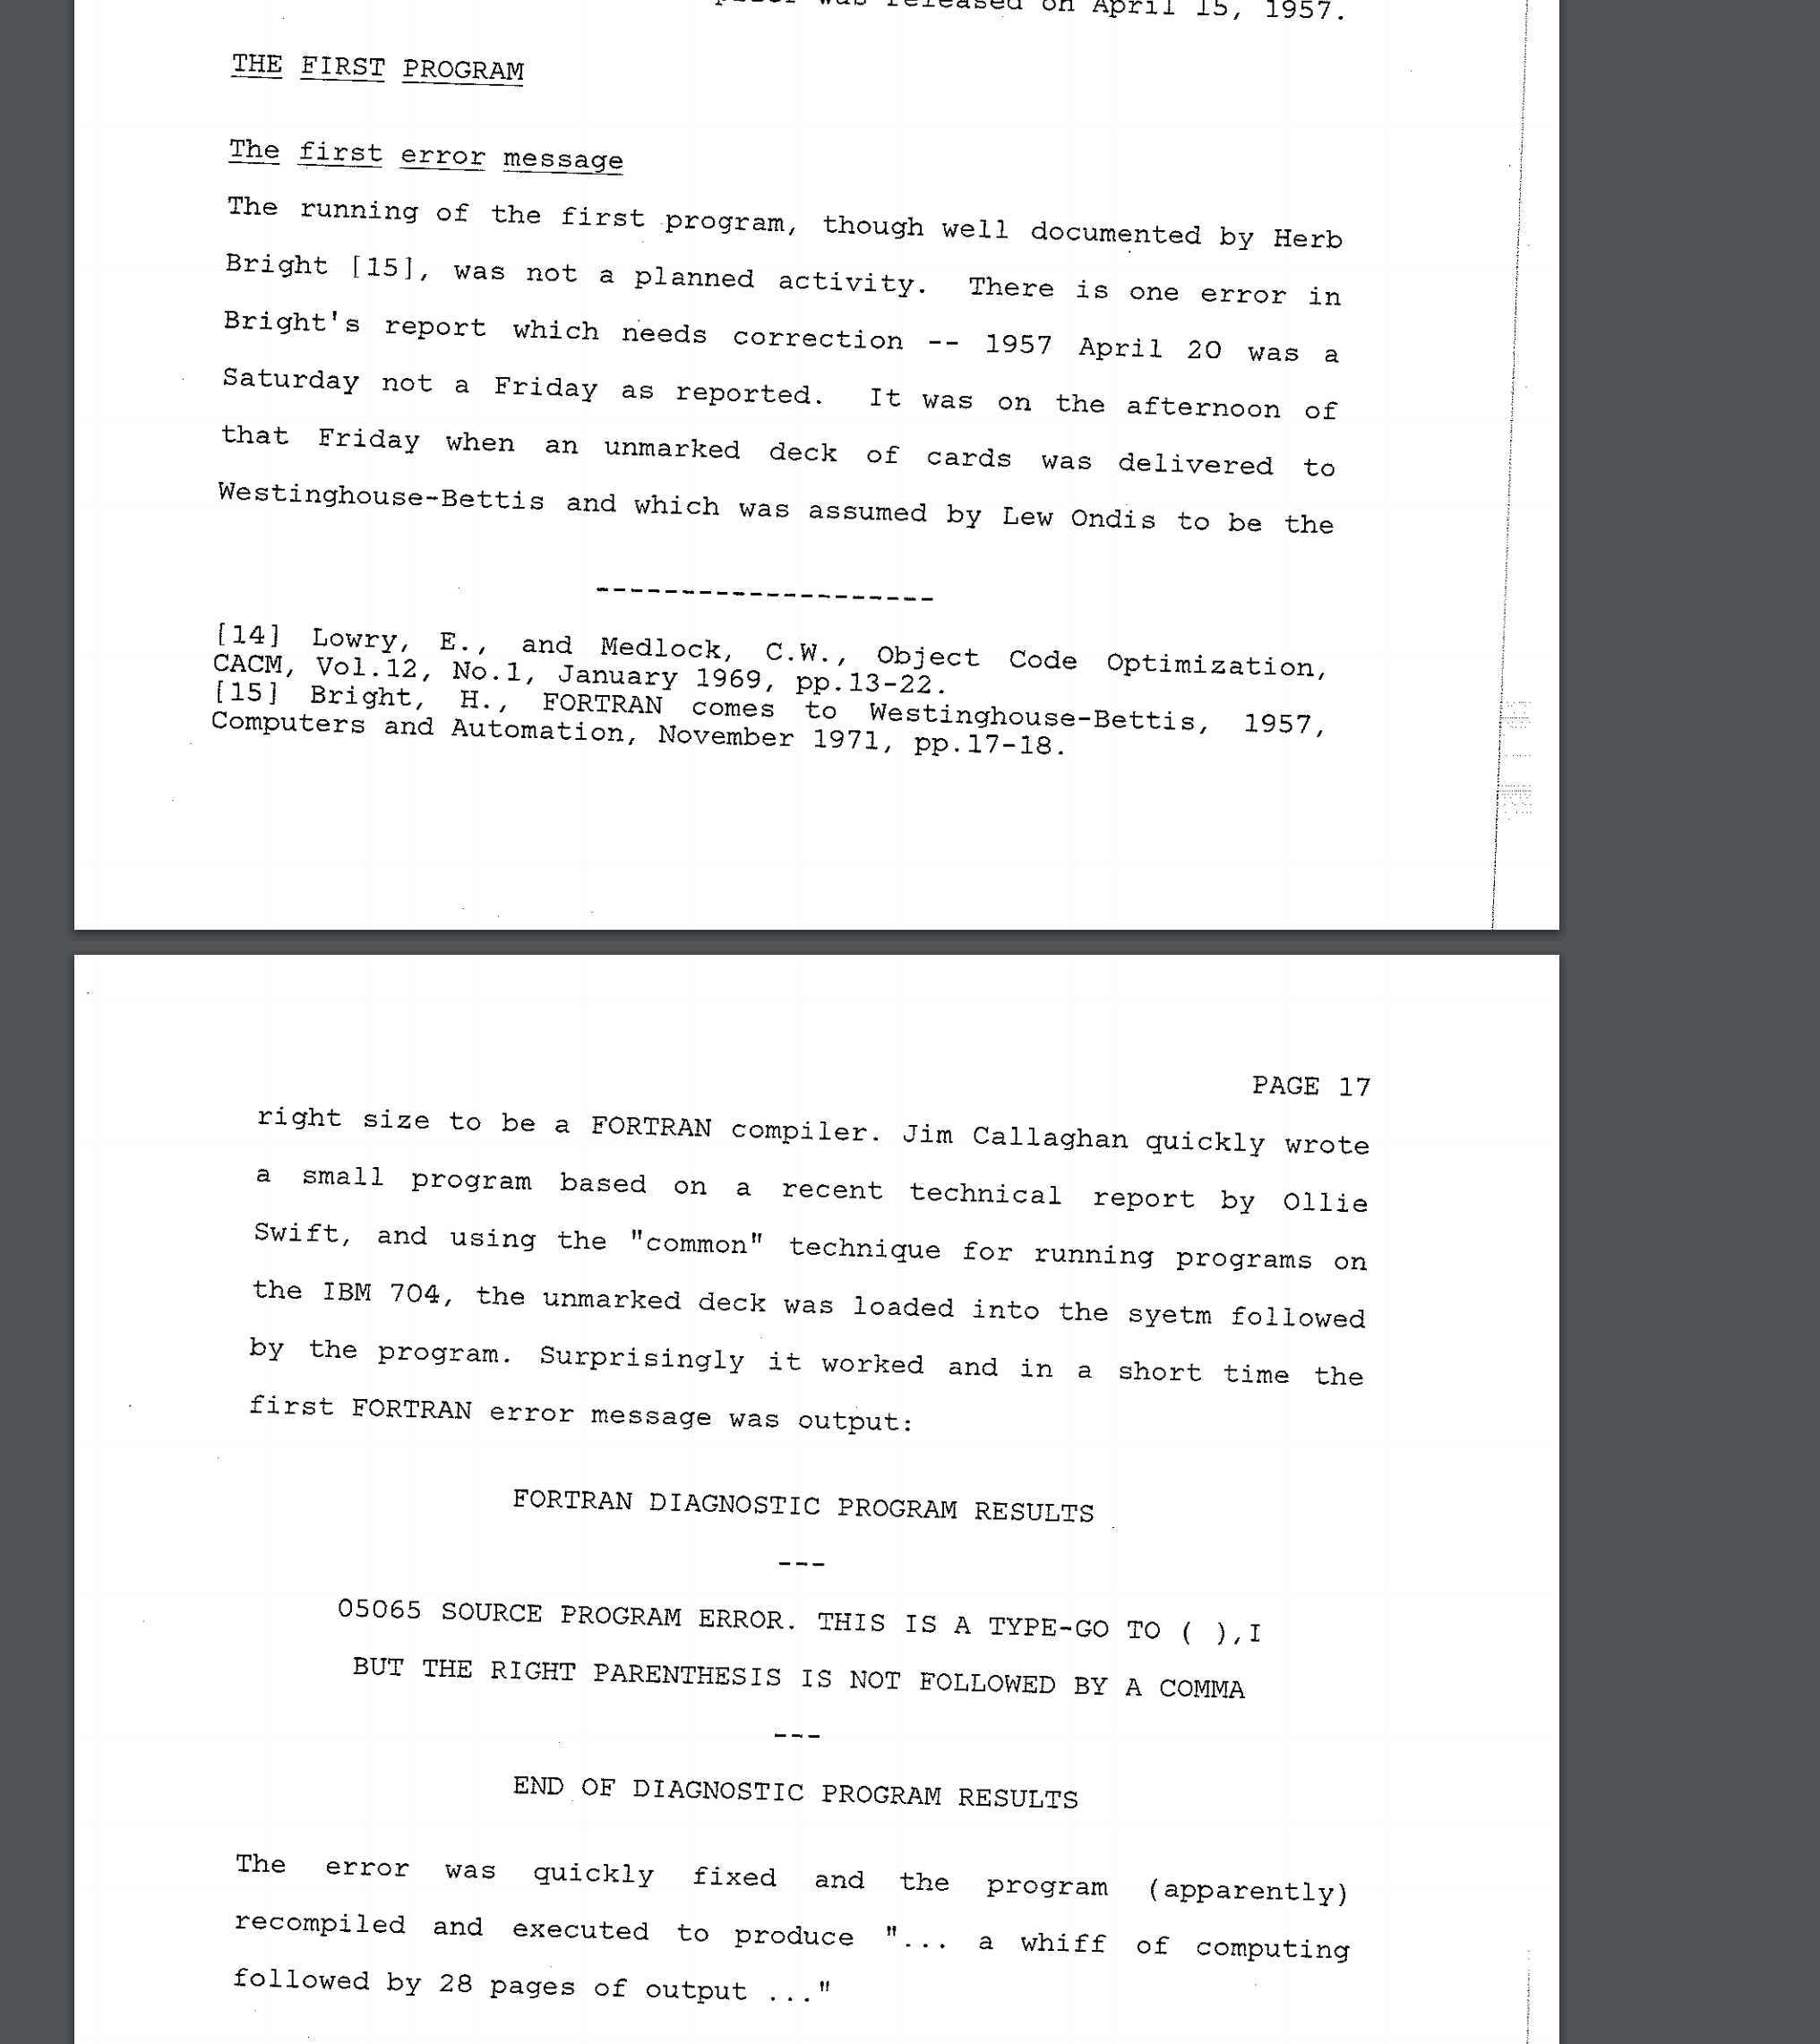 was released on April 15, 1957.
THE FIRST PROGRAM
The first error message
The running of the first program, though well documented by Herb
Bright [15], was not a planned activity. There is one error in
Bright's report which needs correction -- 1957 April 20 was a
Saturday not a Friday as reported. It was on the afternoon of
that Friday when an unmarked deck of cards was delivered to
Westinghouse-Bettis and which was assumed by Lew Ondis to be the
--------------------
[14] Lowry, E., and Medlock, C.W., Object Code Optimization,
CACM, Vol.12, No.1, January 1969, pp.13-22.
[15] Bright, H., FORTRAN comes to Westinghouse-Bettis, 1957,
Computers and Automation, November 1971, pp.17-18.
PAGE 17
right size to be a FORTRAN compiler. Jim Callaghan quickly wrote
a small program based on a recent technical report by Ollie
Swift, and using the "common" technique for running programs on
the IBM 704, the unmarked deck was loaded into the syetm followed
by the program. Surprisingly it worked and in a short time the
first FORTRAN error message was output:
FORTRAN DIAGNOSTIC PROGRAM RESULTS
---
05065 SOURCE PROGRAM ERROR. THIS IS A TYPE-GO TO ( ),I
BUT THE RIGHT PARENTHESIS IS NOT FOLLOWED BY A COMMA
---
END OF DIAGNOSTIC PROGRAM RESULTS
The error was quickly fixed and the program (apparently)
recompiled and executed to produce "... a whiff of computing
followed by 28 pages of output ..."